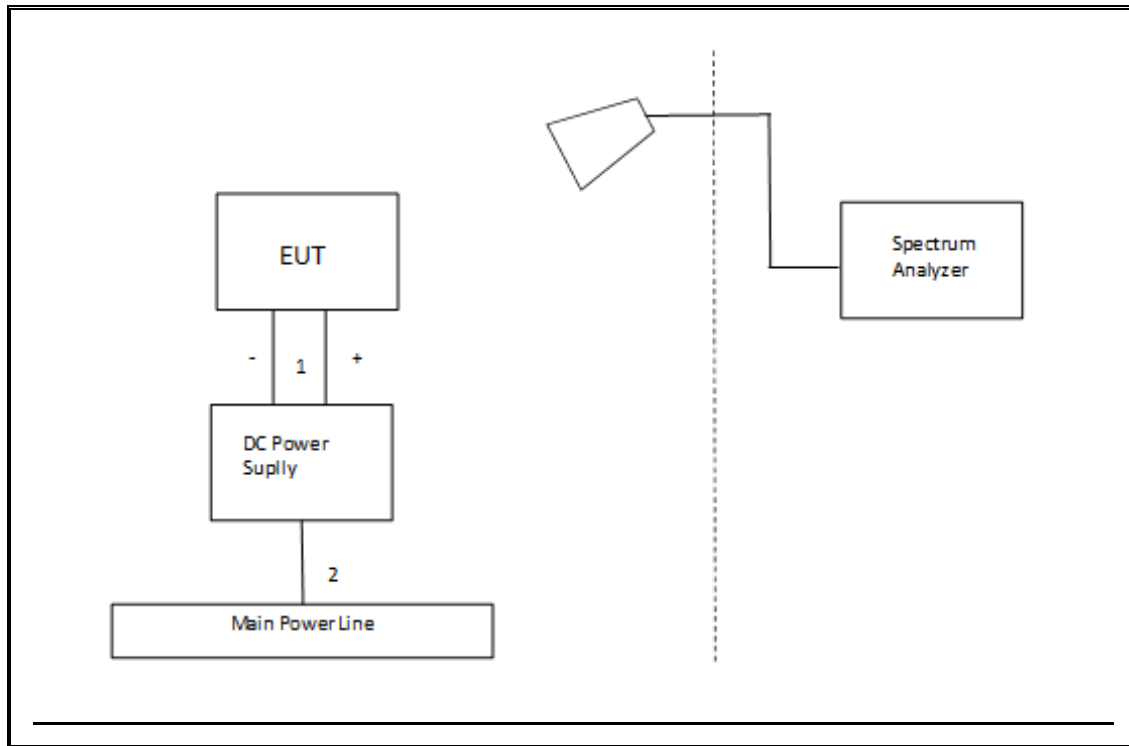 EUT
Spectrum
Analyzer
- 1 +
DC Power
Suplly
2
Main Power Line